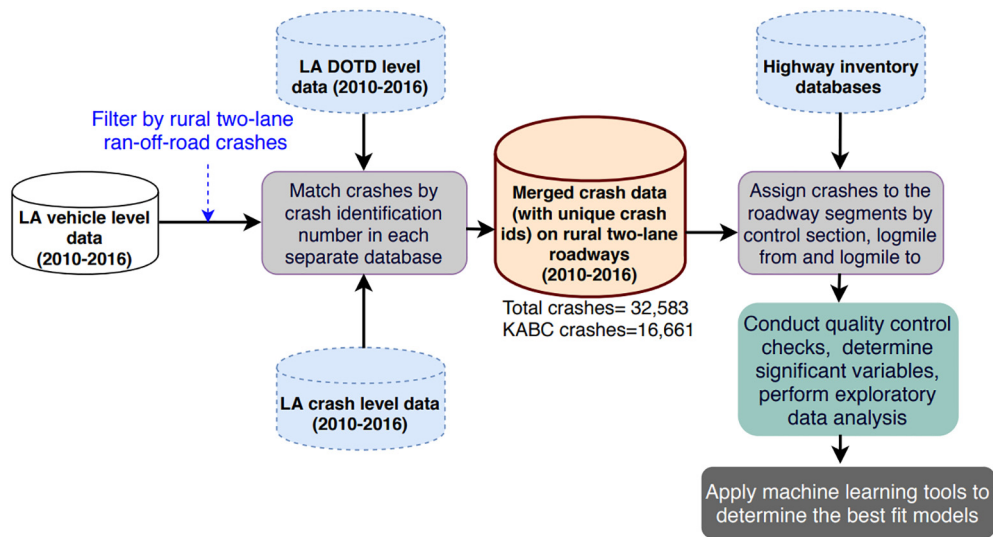 LA DOTD level
data (2010-2016)
Highway inventory
databases
Filter by rural two-lane
ran-off-road crashes
LA vehicle level
data
(2010-2016)
Match crashes by
crash identification
number in each
separate database
Merged crash data
(with unique crash
ids) on rural two-lane
roadways
(2010-2016)
Total crashes= 32,583
KABC crashes=16,661
Assign crashes to the
roadway segments by
control section, logmile
from and logmile to
LA crash level data
(2010-2016)
Conduct quality control
checks, determine
significant variables,
perform exploratory
data analysis
Apply machine learning tools to
determine the best fit models